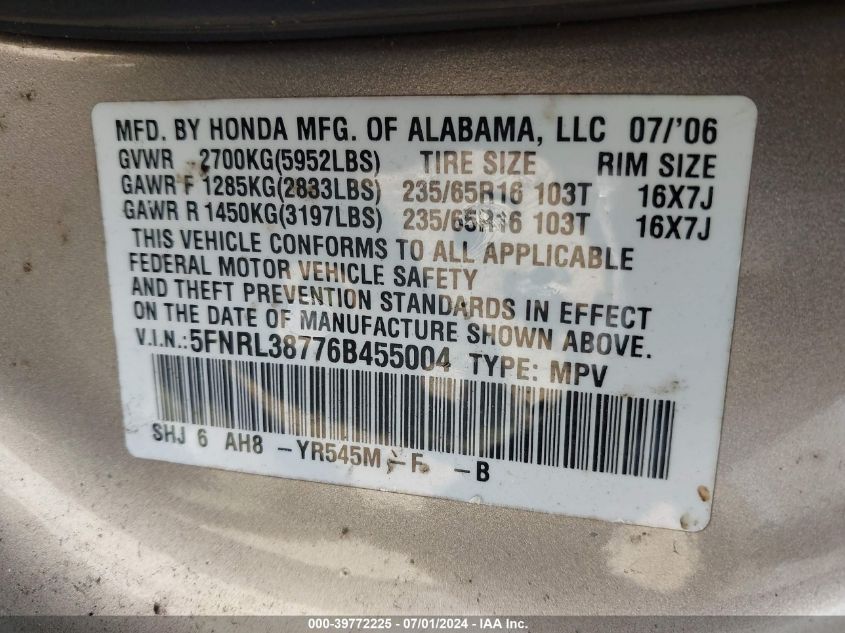 MFD. BY HONDA MFG. OF ALABAMA, LLC 07/'06
GVWR 2700KG(5952LBS) TIRE SIZE RIM SIZE
GAWR F 1285KG(2833LBS) 235/65R16 103T 16X7J
GAWR R 1450KG(3197LBS) 235/65R16 103T 16X7J
THIS VEHICLE CONFORMS TO ALL APPLICABLE
FEDERAL MOTOR VEHICLE SAFETY
AND THEFT PREVENTION STANDARDS IN EFFECT
ON THE DATE OF MANUFACTURE SHOWN ABOVE.
V.I.N.:5FNRL38776B455004 TYPE: MPV
SHJ 6 AH8 -YR545M -F -B
000-39772225 - 07/01/2024 - IAA Inc.